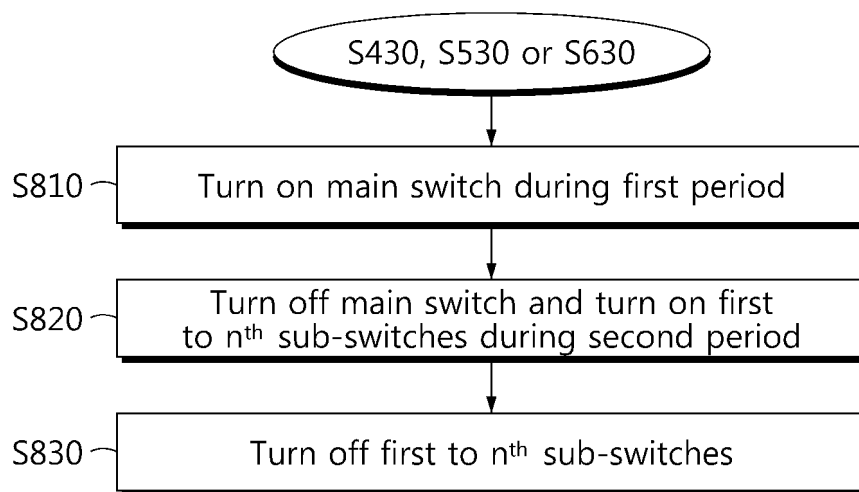 S430, S530 or S630
S810
Turn on main switch during first period
S820
Turn off main switch and turn on first
to nth sub-switches during second period
S830
Turn off first to nth sub-switches